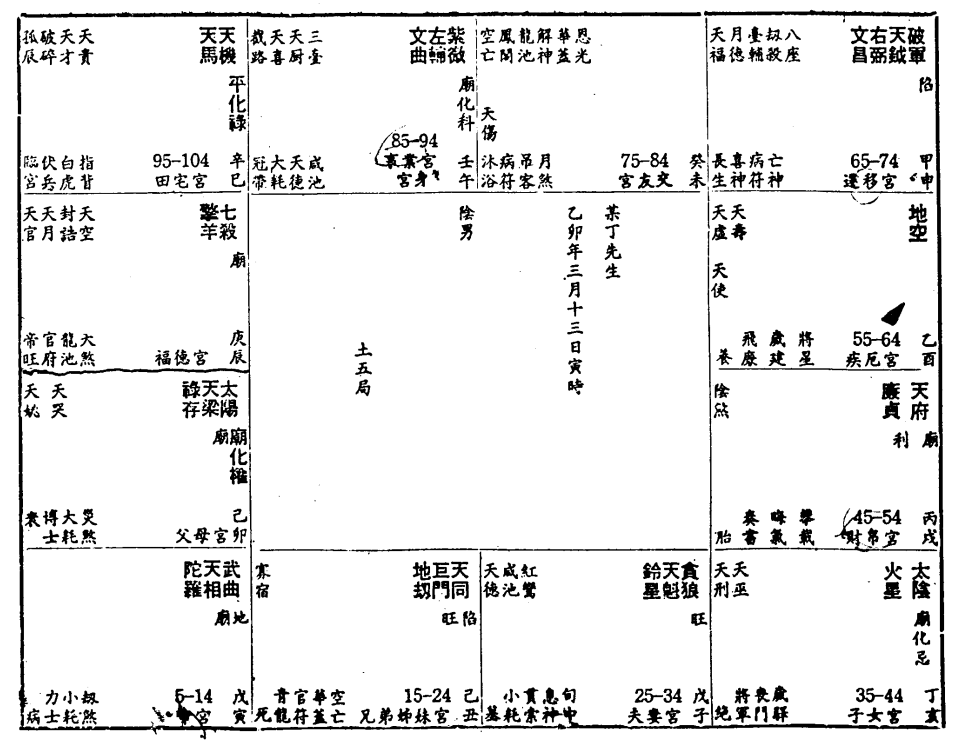 天機 天馬
平化祿
天貴 天才 破碎 孤辰
指背 白虎 伏兵 臨官
95-104
田宅宮
辛巳
紫微 左輔 文曲
廟化科
三臺 天廚 天喜 截路
咸池 天德 大耗 冠帶
85-94
事業宮
身宮
壬午
恩光 華蓋 解神 龍池 鳳閣 空亡
天傷
月煞 吊客 病符 沐浴
75-84
交友宮
癸未
破軍 天鉞 右弼 文昌
陷
八座 劫殺 臺輔 月德 天福
亡神 病符 喜神 長生
65-74
遷移宮
甲申
七殺 擎羊
廟
天空 封誥 天月 天官
大煞 龍池 官府 帝旺
福德宮
庚辰
陰男
某丁先生
乙卯年三月十三日寅時
土五局
地空
天壽 天虛
天使
將星 歲建 飛廉 養
55-64
疾厄宮
乙酉
太陽 天梁 祿存
廟化權 廟
天哭 天姚
災煞 大耗 博士 衰
父母宮
己卯
天府 廉貞
廟 利
陰煞
攀鞍 晦氣 奏書 胎
45-54
財帛宮
丙戌
武曲 天相 陀羅
地 廟
劫煞 小耗 力士 病
5-14
宮
戊寅
天同 巨門 地劫
陷 旺
寡宿
空亡 華蓋 官符 青龍 死
15-24
兄弟姊妹宮
己丑
貪狼 天魁 鈴星
旺
紅鸞 咸池 天德
旬中 息神 貫索 小耗 墓
25-34
夫妻宮
戊子
太陰 火星
廟化忌
天巫 天刑
歲驛 喪門 將軍 絕
35-44
子女宮
丁亥